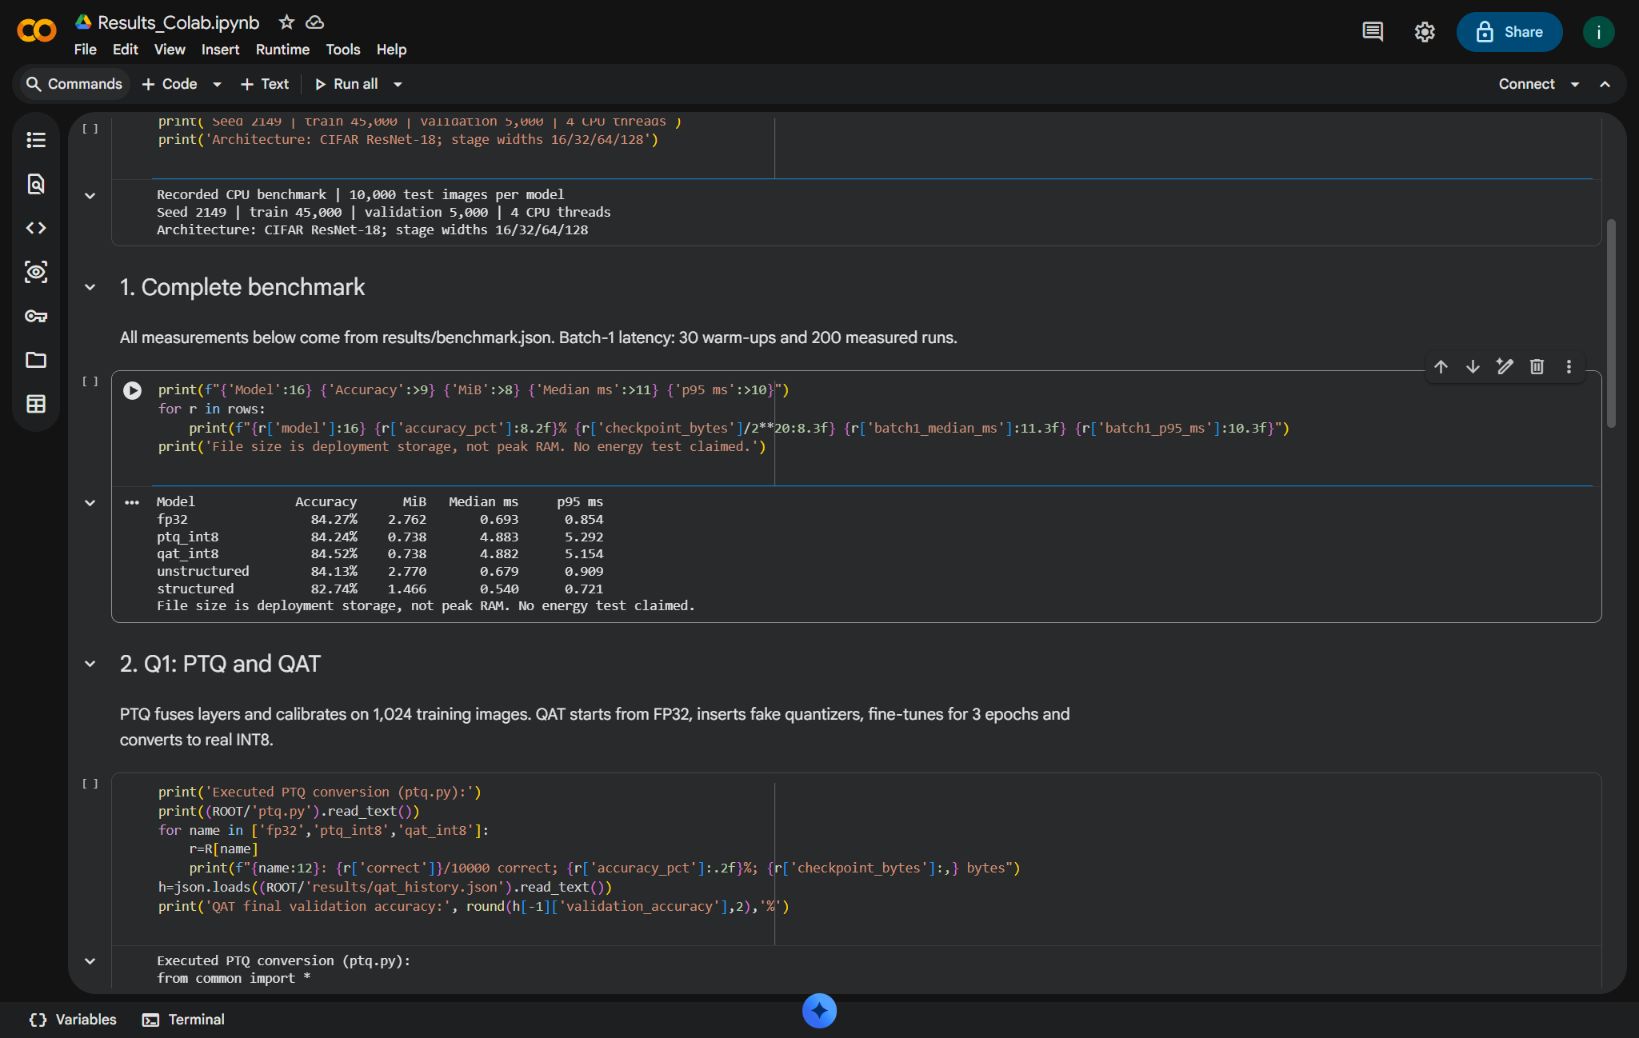 Results_Colab.ipynb
File Edit View Insert Runtime Tools Help
Share
i
Commands + Code + Text Run all
Connect
[ ]
print( Seed 2149 | train 45,000 | validation 5,000 | 4 CPU threads )
print('Architecture: CIFAR ResNet-18; stage widths 16/32/64/128')
Recorded CPU benchmark | 10,000 test images per model
Seed 2149 | train 45,000 | validation 5,000 | 4 CPU threads
Architecture: CIFAR ResNet-18; stage widths 16/32/64/128
1. Complete benchmark
All measurements below come from results/benchmark.json. Batch-1 latency: 30 warm-ups and 200 measured runs.
[ ]
print(f"{'Model':16} {'Accuracy':>9} {'MiB':>8} {'Median ms':>11} {'p95 ms':>10}")
for r in rows:
    print(f"{r['model']:16} {r['accuracy_pct']:8.2f}% {r['checkpoint_bytes']/2**20:8.3f} {r['batch1_median_ms']:11.3f} {r['batch1_p95_ms']:10.3f}")
print('File size is deployment storage, not peak RAM. No energy test claimed.')
Model Accuracy MiB Median ms p95 ms
fp32 84.27% 2.762 0.693 0.854
ptq_int8 84.24% 0.738 4.883 5.292
qat_int8 84.52% 0.738 4.882 5.154
unstructured 84.13% 2.770 0.679 0.909
structured 82.74% 1.466 0.540 0.721
File size is deployment storage, not peak RAM. No energy test claimed.
2. Q1: PTQ and QAT
PTQ fuses layers and calibrates on 1,024 training images. QAT starts from FP32, inserts fake quantizers, fine-tunes for 3 epochs and
converts to real INT8.
[ ]
print('Executed PTQ conversion (ptq.py):')
print((ROOT/'ptq.py').read_text())
for name in ['fp32','ptq_int8','qat_int8']:
    r=R[name]
    print(f"{name:12}: {r['correct']}/10000 correct; {r['accuracy_pct']:.2f}%; {r['checkpoint_bytes']:,} bytes")
h=json.loads((ROOT/'results/qat_history.json').read_text())
print('QAT final validation accuracy:', round(h[-1]['validation_accuracy'],2),'%')
Executed PTQ conversion (ptq.py):
from common import *
Variables Terminal